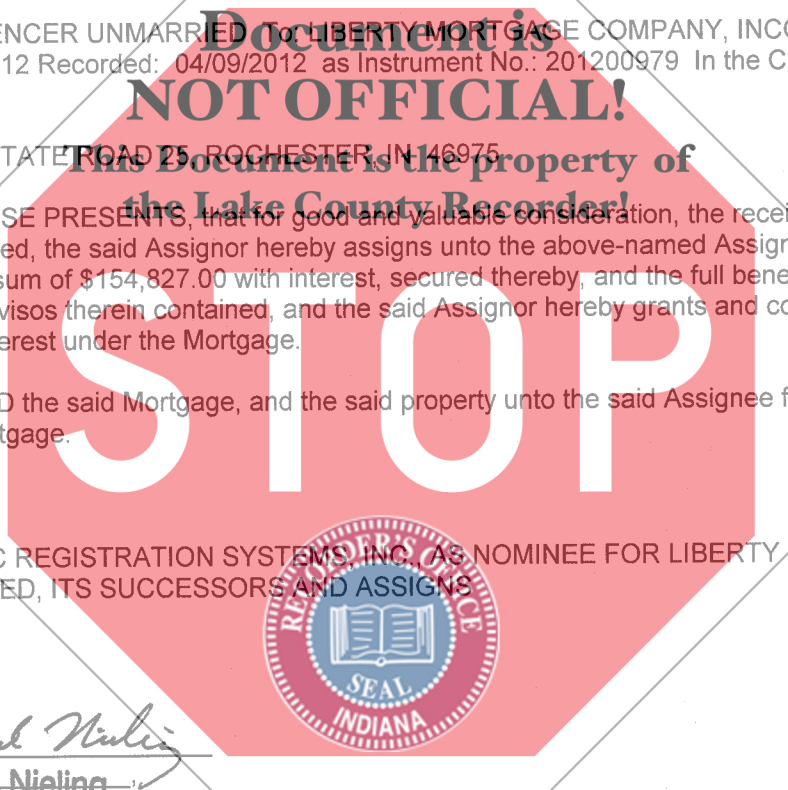 ENCER UNMARRIED To: LIBERTY MORTGAGE COMPANY, INCO
Document is
12 Recorded: 04/09/2012 as Instrument No.: 201200979 In the C
NOT OFFICIAL!
TATE ROAD 25, ROCHESTER, IN 46975
This Document is the property of
the Lake County Recorder!
SE PRESENTS, that for good and valuable consideration, the recei
ed, the said Assignor hereby assigns unto the above-named Assign
sum of $154,827.00 with interest, secured thereby, and the full bene
visos therein contained, and the said Assignor hereby grants and co
erest under the Mortgage.
STOP
D the said Mortgage, and the said property unto the said Assignee f
tgage.
C REGISTRATION SYSTEMS, INC., AS NOMINEE FOR LIBERTY
ED, ITS SUCCESSORS AND ASSIGNS
RECORDER'S OFFICE
SEAL
INDIANA
Nieling